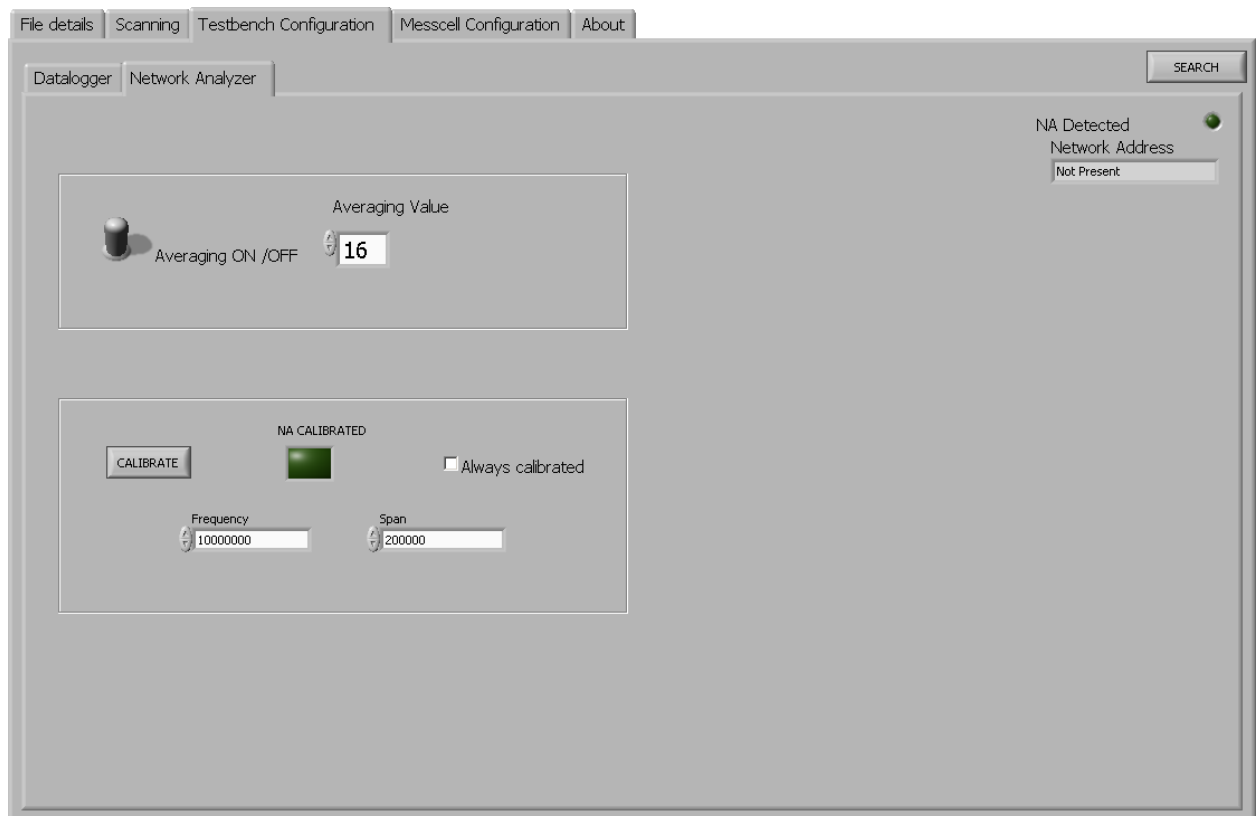 File details Scanning Testbench Configuration Messcell Configuration About
SEARCH
Datalogger Network Analyzer
NA Detected
Network Address
Not Present
Averaging Value
Averaging ON /OFF 16
NA CALIBRATED
CALIBRATE Always calibrated
Frequency Span
10000000 200000